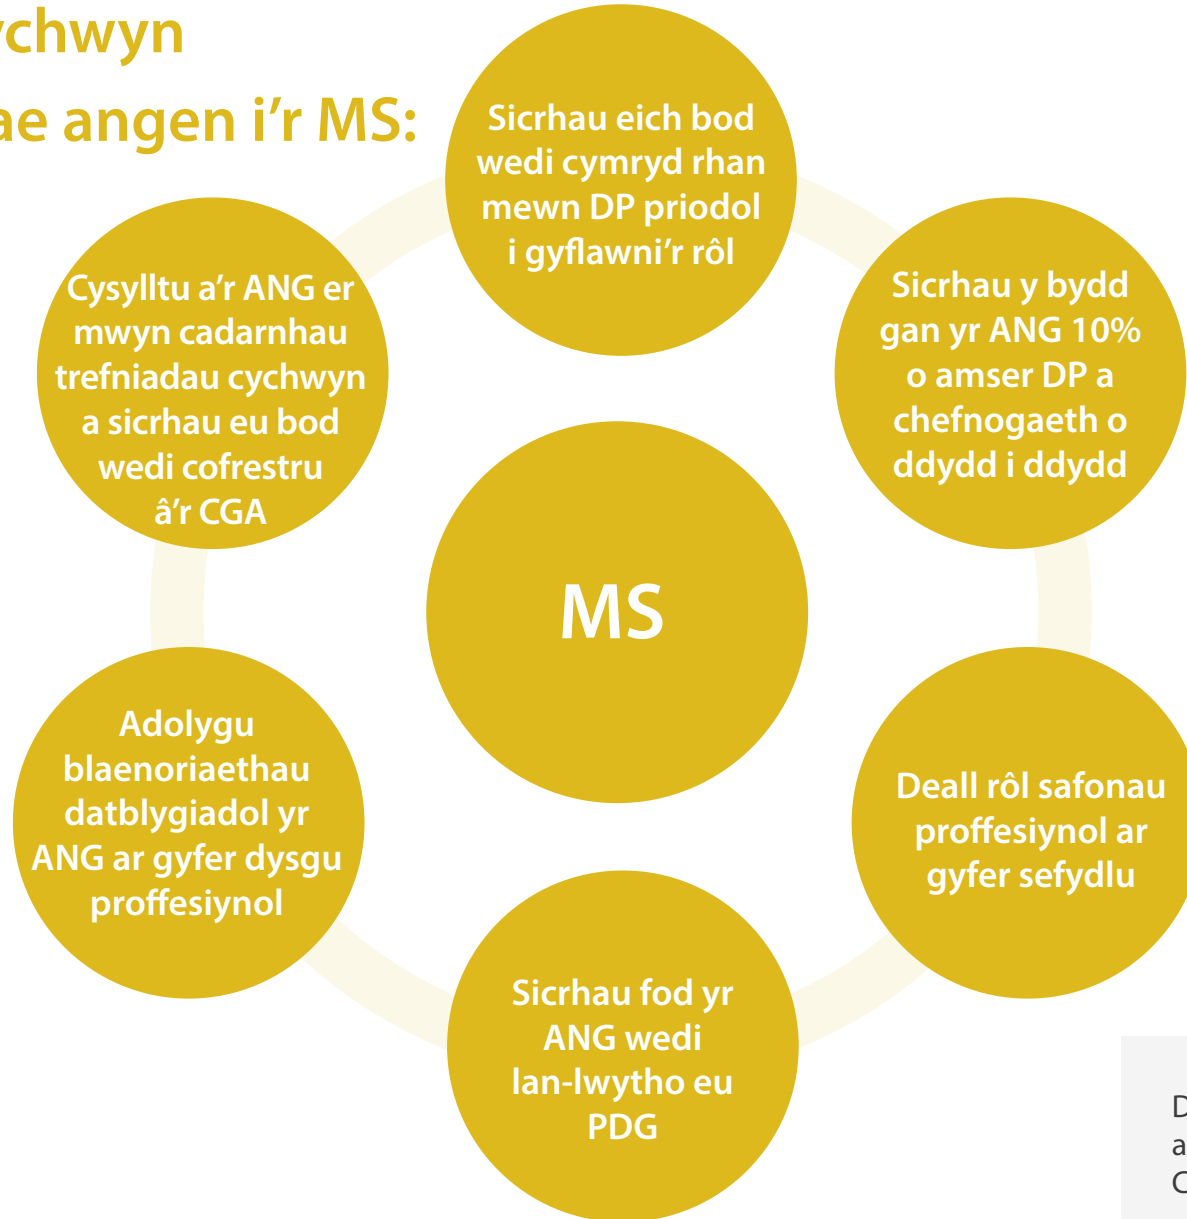 ychwyn
ae angen i'r MS:
Sicrhau eich bod
wedi cymryd rhan
mewn DP priodol
i gyflawni'r rôl
Sicrhau y bydd
gan yr ANG 10%
o amser DP a
chefnogaeth o
ddydd i ddydd
Deall rôl safonau
proffesiynol ar
gyfer sefydlu
Sicrhau fod yr
ANG wedi
lan-lwytho eu
PDG
Adolygu
blaenoriaethau
datblygiadol yr
ANG ar gyfer dysgu
proffesiynol
Cysylltu a'r ANG er
mwyn cadarnhau
trefniadau cychwyn
a sicrhau eu bod
wedi cofrestru
â'r CGA
MS